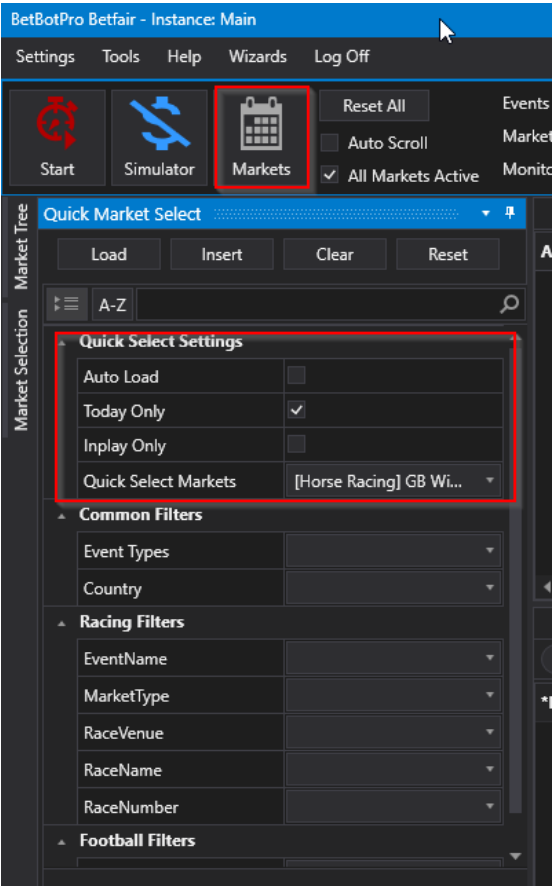 BetBotPro Betfair - Instance: Main
Settings Tools Help Wizards Log Off
Start
Simulator
Markets
Reset All
Auto Scroll
All Markets Active
Events
Market
Monito
Market Tree
Market Selection
Quick Market Select
Load Insert Clear Reset
A-Z
Quick Select Settings
Auto Load
Today Only
Inplay Only
Quick Select Markets [Horse Racing] GB Wi...
Common Filters
Event Types
Country
Racing Filters
EventName
MarketType
RaceVenue
RaceName
RaceNumber
Football Filters
A